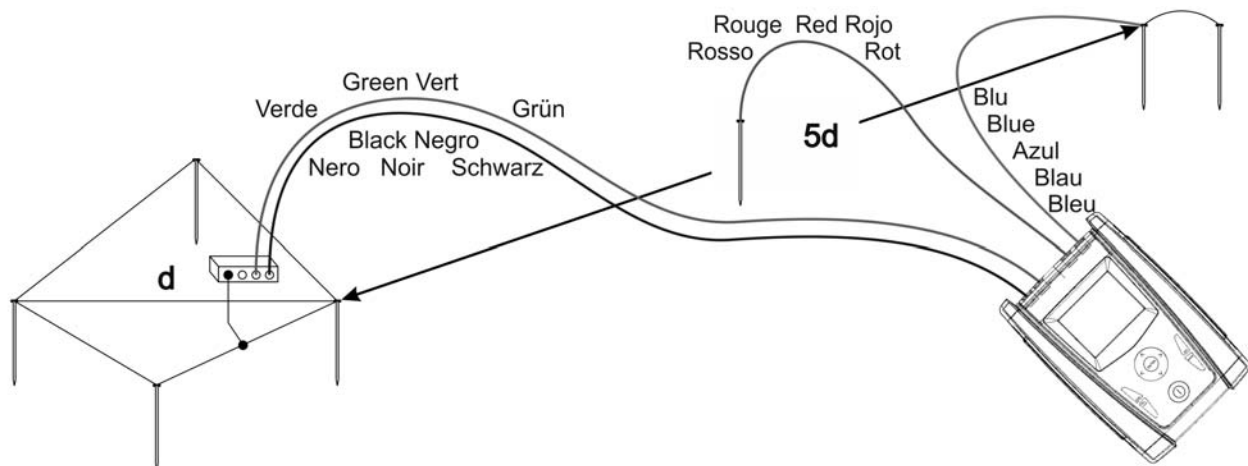 Rouge Red Rojo
Rosso Rot
Green Vert
Verde Grün
Black Negro
Nero Noir Schwarz
5d
Blu
Blue
Azul
Blau
Bleu
d